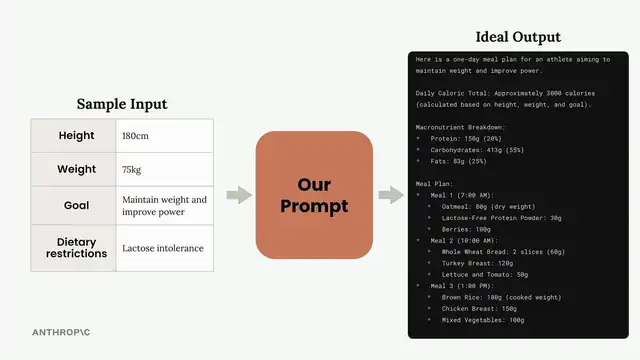 Sample Input
Height 180cm
Weight 75kg
Goal Maintain weight and
improve power
Dietary
restrictions Lactose intolerance
Our
Prompt
Ideal Output
Here is a one-day meal plan for an athlete aiming to
maintain weight and improve power.
Daily Caloric Total: Approximately 3000 calories
(calculated based on height, weight, and goal).
Macronutrient Breakdown:
* Protein: 150g (20%)
* Carbohydrates: 413g (55%)
* Fats: 83g (25%)
Meal Plan:
* Meal 1 (7:00 AM):
* Oatmeal: 80g (dry weight)
* Lactose-Free Protein Powder: 30g
* Berries: 100g
* Meal 2 (10:00 AM):
* Whole Wheat Bread: 2 slices (60g)
* Turkey Breast: 120g
* Lettuce and Tomato: 50g
* Meal 3 (1:00 PM):
* Brown Rice: 180g (cooked weight)
* Chicken Breast: 150g
* Mixed Vegetables: 100g
ANTHROP\C